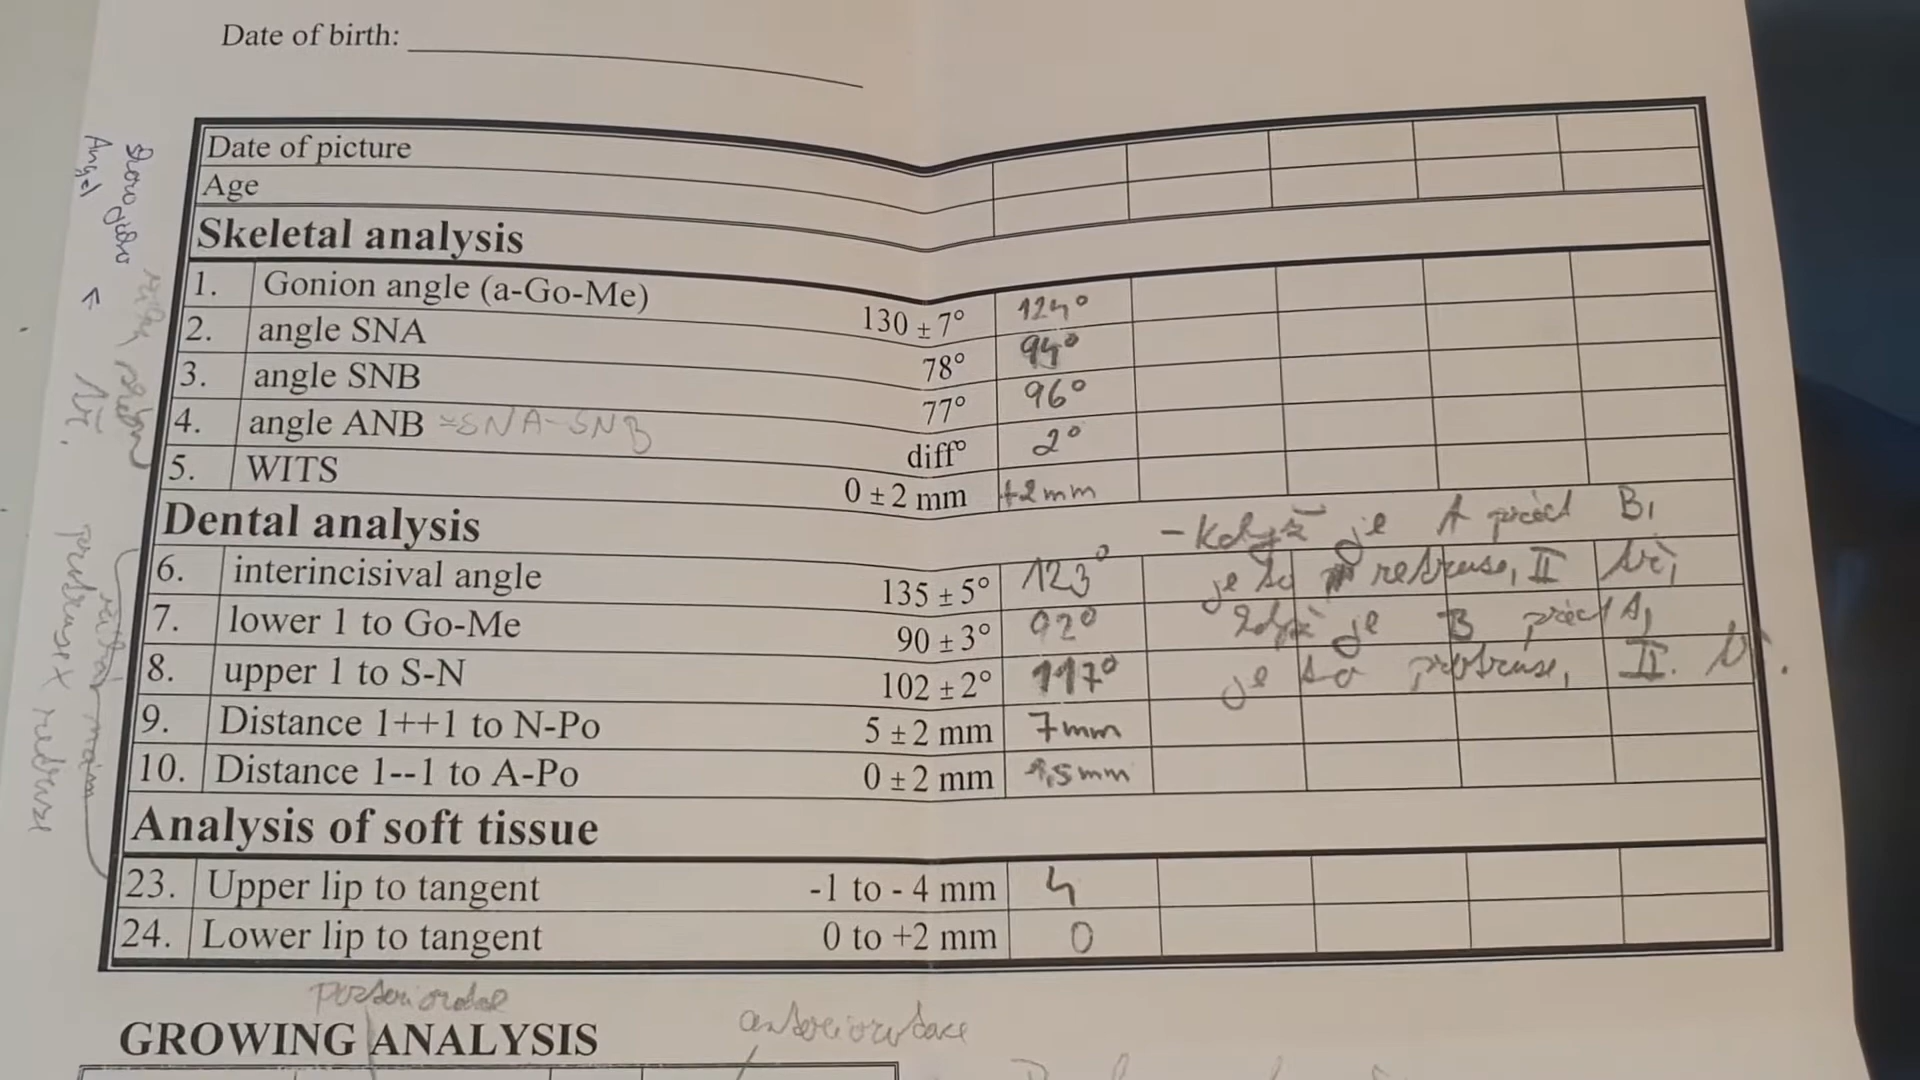 Date of birth:
Date of picture
Age
Skeletal analysis
1. Gonion angle (a-Go-Me) 130 ± 7° 124°
2. angle SNA 78° 94°
3. angle SNB 77° 96°
4. angle ANB =SNA-SNB diff° 2°
5. WITS 0 ± 2 mm +2mm
Dental analysis
- Když je A před B,
6. interincisival angle 135 ± 5° 123° je to retruse, II tř,
7. lower 1 to Go-Me 90 ± 3° 92° když je B před A,
8. upper 1 to S-N 102 ± 2° 117° je to protruse, II. tř.
9. Distance 1++1 to N-Po 5 ± 2 mm 7mm
10. Distance 1--1 to A-Po 0 ± 2 mm 1,5mm
Analysis of soft tissue
23. Upper lip to tangent -1 to - 4 mm 4
24. Lower lip to tangent 0 to +2 mm 0
GROWING ANALYSIS
Angel
tř.
protruse x retruse